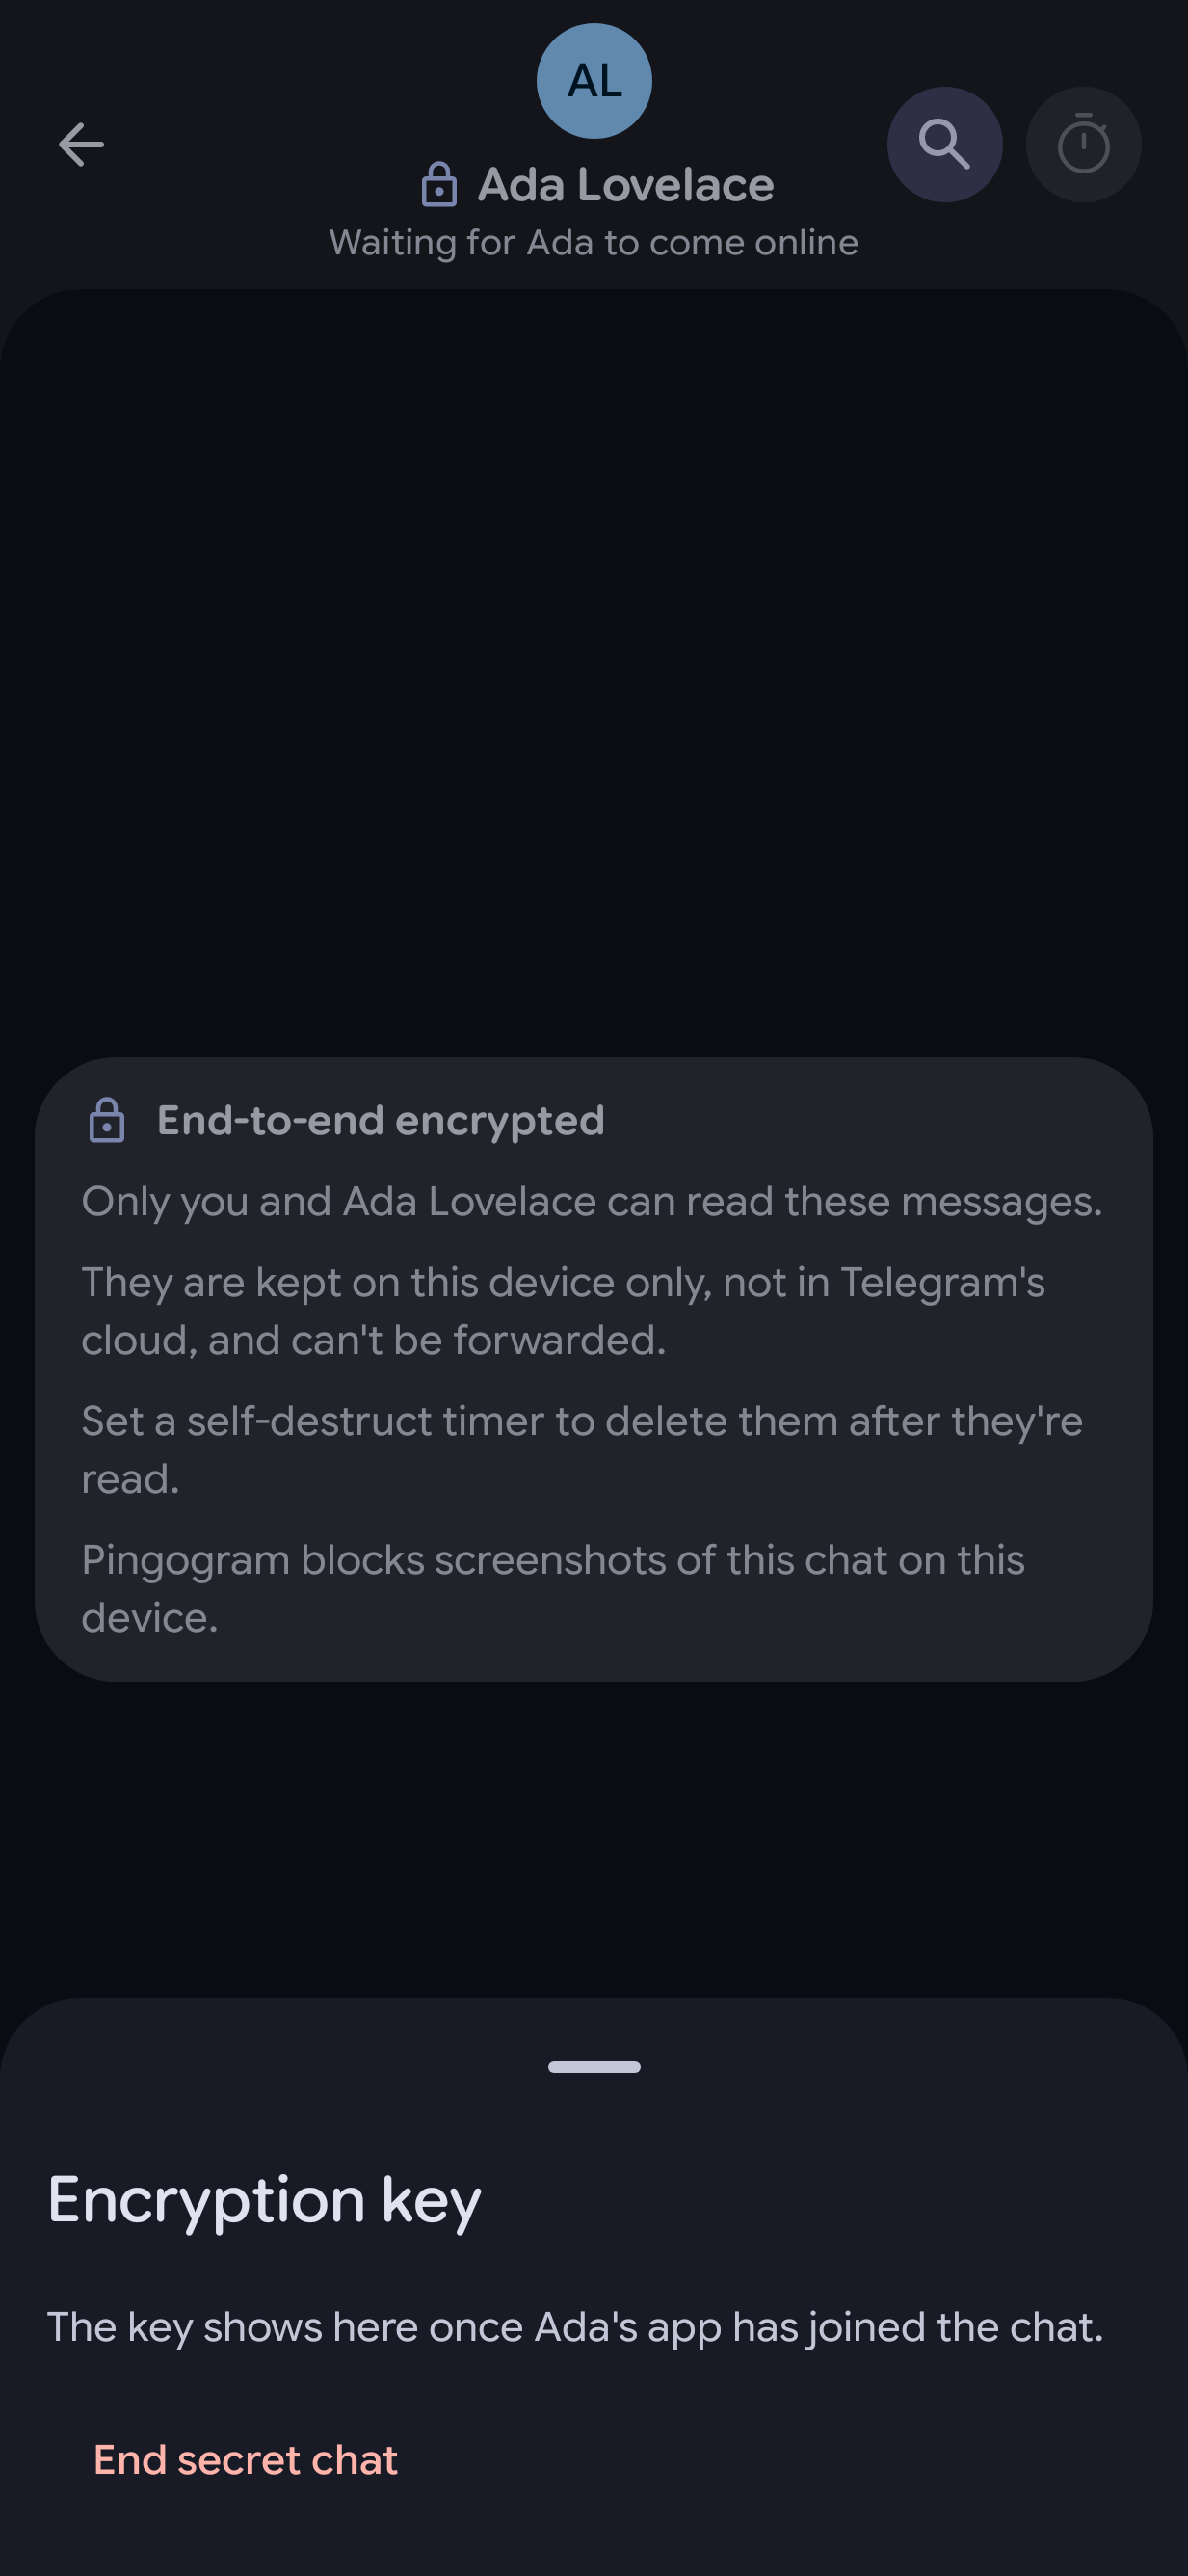 AL
Ada Lovelace
Waiting for Ada to come online
End-to-end encrypted
Only you and Ada Lovelace can read these messages.
They are kept on this device only, not in Telegram's
cloud, and can't be forwarded.
Set a self-destruct timer to delete them after they're
read.
Pingogram blocks screenshots of this chat on this
device.
Encryption key
The key shows here once Ada's app has joined the chat.
End secret chat